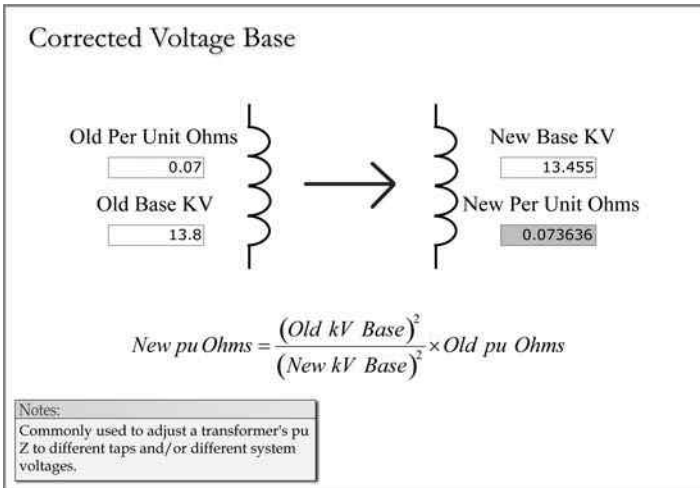 Corrected Voltage Base
Old Per Unit Ohms
0.07
Old Base KV
13.8
New Base KV
13.455
New Per Unit Ohms
0.073636
New pu Ohms = (Old kV Base)² / (New kV Base)² × Old pu Ohms
Notes:
Commonly used to adjust a transformer's pu
Z to different taps and/or different system
voltages.